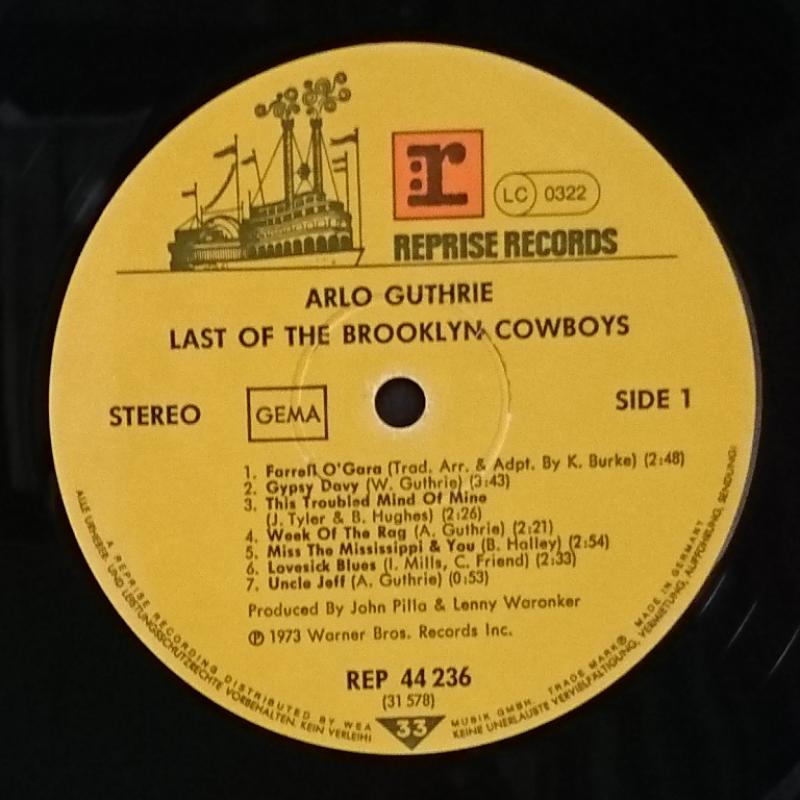 r
LC 0322
REPRISE RECORDS
ARLO GUTHRIE
LAST OF THE BROOKLYN COWBOYS
STEREO
GEMA
SIDE 1
1. Farrell O'Gara (Trad. Arr. & Adpt. By K. Burke) (2:48)
2. Gypsy Davy (W. Guthrie) (3:43)
3. This Troubled Mind Of Mine
(J. Tyler & B. Hughes) (2:26)
4. Week Of The Rag (A. Guthrie) (2:21)
5. Miss The Mississippi & You (B. Halley) (2:54)
6. Lovesick Blues (I. Mills, C. Friend) (2:33)
7. Uncle Jeff (A. Guthrie) (0:53)
Produced By John Pilla & Lenny Waronker
℗ 1973 Warner Bros. Records Inc.
REP 44 236
(31 578)
33
A REPRISE RECORDING DISTRIBUTED BY WEA MUSIK GMBH. TRADE MARK® MADE IN GERMANY
ALLE URHEBER- UND LEISTUNGSSCHUTZRECHTE VORBEHALTEN. KEIN VERLEIH! KEINE UNERLAUBTE VERVIELFÄLTIGUNG, VERMIETUNG, AUFFÜHRUNG, SENDUNG!